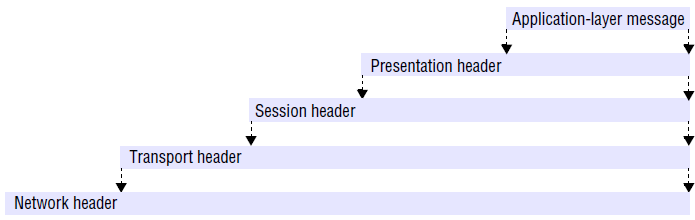 Application-layer message
Presentation header
Session header
Transport header
Network header